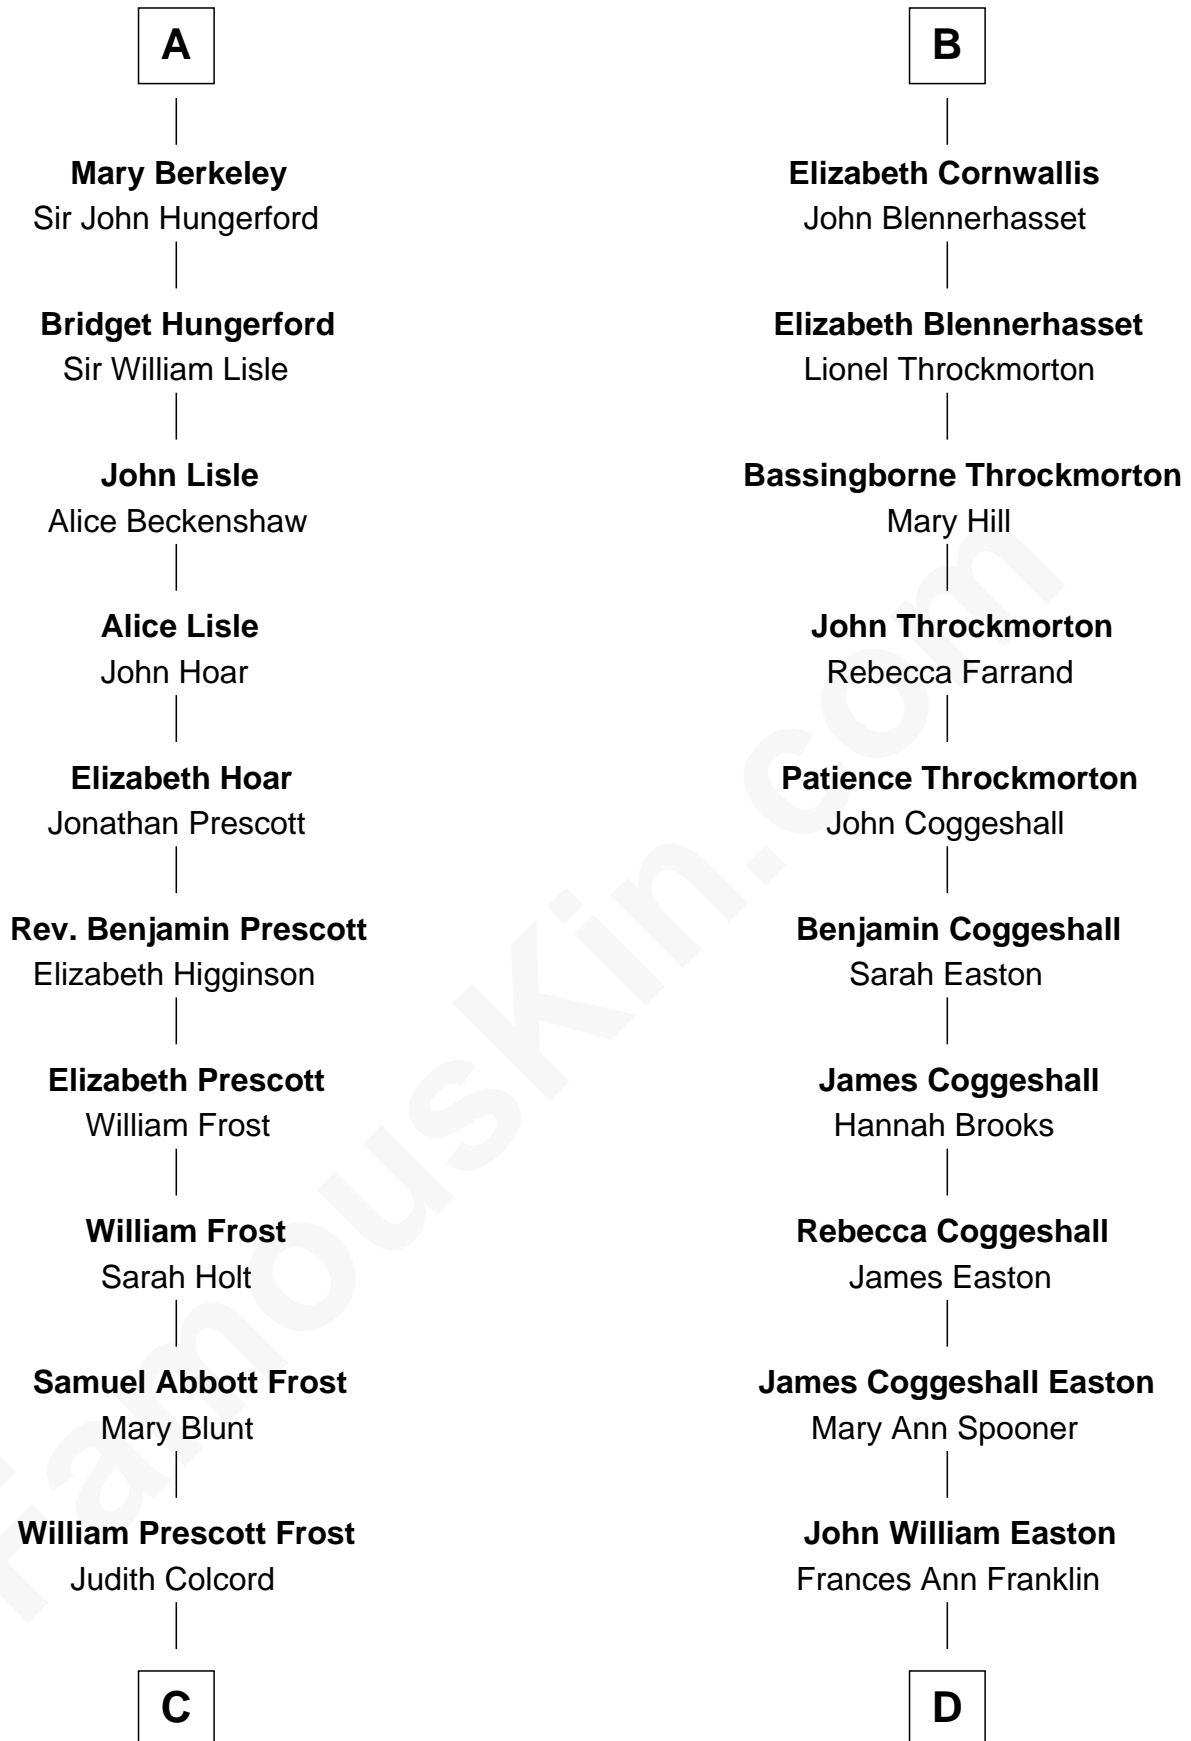 A
Mary Berkeley
Sir John Hungerford
Bridget Hungerford
Sir William Lisle
John Lisle
Alice Beckenshaw
Alice Lisle
John Hoar
Elizabeth Hoar
Jonathan Prescott
Rev. Benjamin Prescott
Elizabeth Higginson
Elizabeth Prescott
William Frost
William Frost
Sarah Holt
Samuel Abbott Frost
Mary Blunt
William Prescott Frost
Judith Colcord
C
B
Elizabeth Cornwallis
John Blennerhasset
Elizabeth Blennerhasset
Lionel Throckmorton
Bassingborne Throckmorton
Mary Hill
John Throckmorton
Rebecca Farrand
Patience Throckmorton
John Coggeshall
Benjamin Coggeshall
Sarah Easton
James Coggeshall
Hannah Brooks
Rebecca Coggeshall
James Easton
James Coggeshall Easton
Mary Ann Spooner
John William Easton
Frances Ann Franklin
D
FamousKin.com